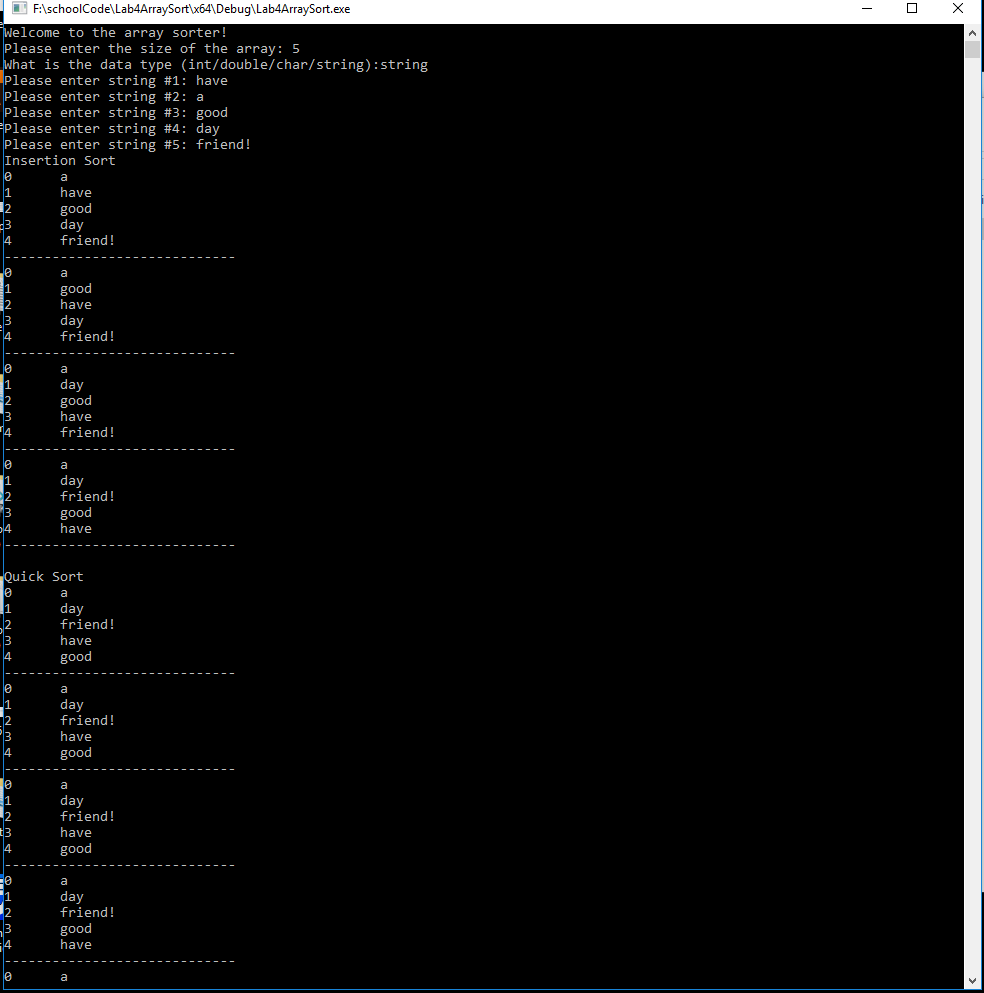 F:\schoolCode\Lab4ArraySort\x64\Debug\Lab4ArraySort.exe
Welcome to the array sorter!
Please enter the size of the array: 5
What is the data type (int/double/char/string):string
Please enter string #1: have
Please enter string #2: a
Please enter string #3: good
Please enter string #4: day
Please enter string #5: friend!
Insertion Sort
0 a
1 have
2 good
3 day
4 friend!
-----------------------------
0 a
1 good
2 have
3 day
4 friend!
-----------------------------
0 a
1 day
2 good
3 have
4 friend!
-----------------------------
0 a
1 day
2 friend!
3 good
4 have
-----------------------------
Quick Sort
0 a
1 day
2 friend!
3 have
4 good
-----------------------------
0 a
1 day
2 friend!
3 have
4 good
-----------------------------
0 a
1 day
2 friend!
3 have
4 good
-----------------------------
0 a
1 day
2 friend!
3 good
4 have
-----------------------------
0 a